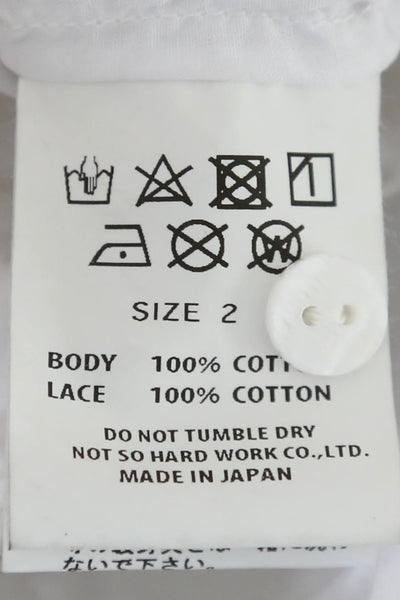 W
SIZE 2
BODY 100% COTT
LACE 100% COTTON
DO NOT TUMBLE DRY
NOT SO HARD WORK CO.,LTD.
MADE IN JAPAN
ないで下さい。